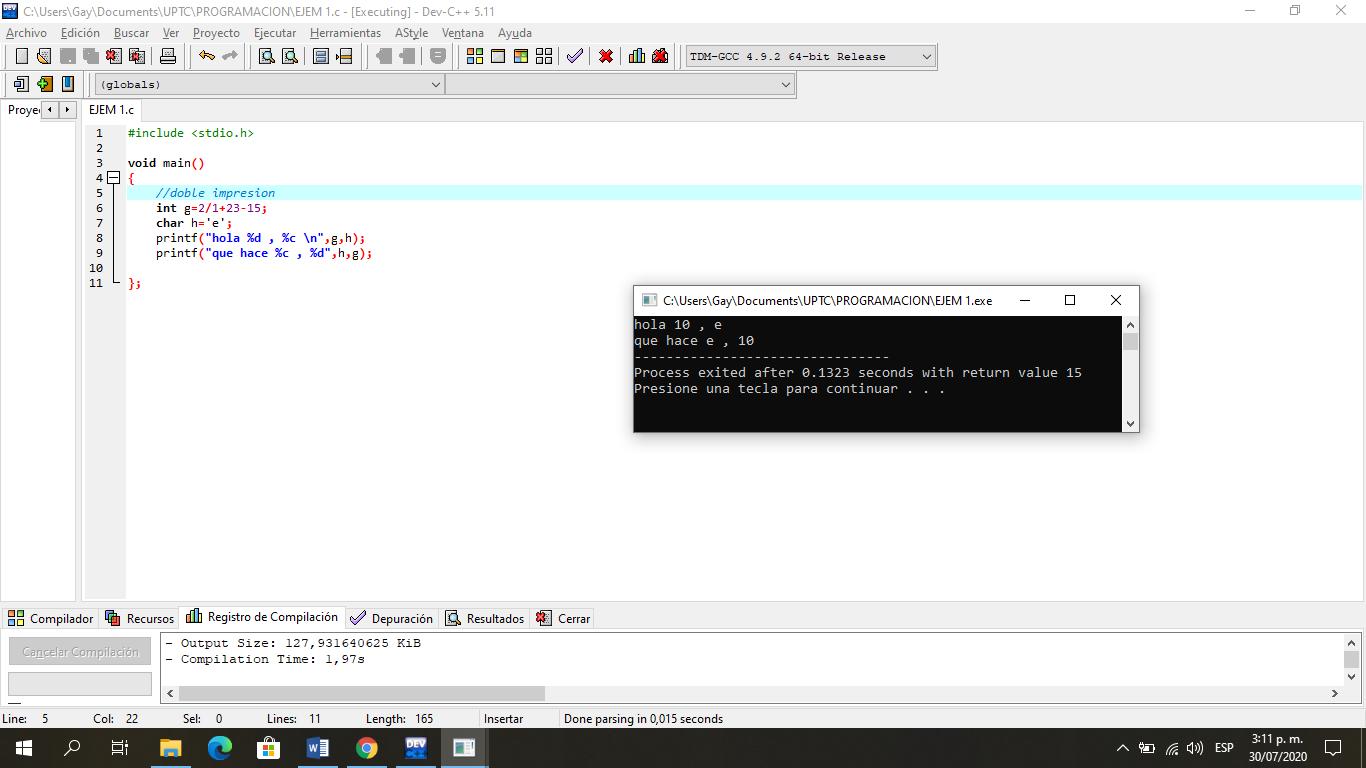 C:\Users\Gay\Documents\UPTC\PROGRAMACION\EJEM 1.c - [Executing] - Dev-C++ 5.11
Archivo Edición Buscar Ver Proyecto Ejecutar Herramientas AStyle Ventana Ayuda
TDM-GCC 4.9.2 64-bit Release
(globals)
Proye EJEM 1.c
1 #include <stdio.h>
2
3 void main()
4 {
5 //doble impresion
6 int g=2/1+23-15;
7 char h='e';
8 printf("hola %d , %c \n",g,h);
9 printf("que hace %c , %d",h,g);
10
11 };
C:\Users\Gay\Documents\UPTC\PROGRAMACION\EJEM 1.exe
hola 10 , e
que hace e , 10
--------------------------------
Process exited after 0.1323 seconds with return value 15
Presione una tecla para continuar . . .
Compilador Recursos Registro de Compilación Depuración Resultados Cerrar
Cancelar Compilación
- Output Size: 127,931640625 KiB
- Compilation Time: 1,97s
Line: 5 Col: 22 Sel: 0 Lines: 11 Length: 165 Insertar Done parsing in 0,015 seconds
DEV
ESP
3:11 p. m.
30/07/2020